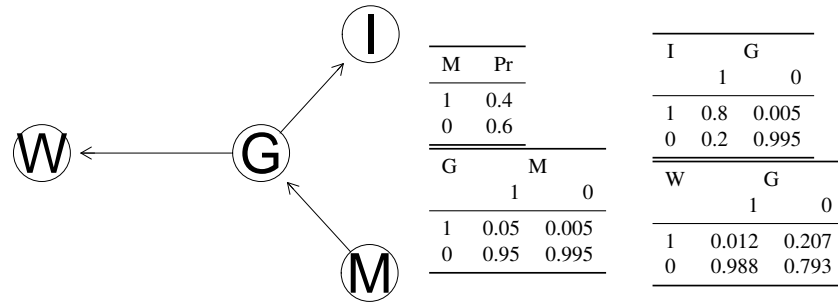 I
W
G
M
M Pr
1 0.4
0 0.6
G M
1 0
1 0.05 0.005
0 0.95 0.995
I G
1 0
1 0.8 0.005
0 0.2 0.995
W G
1 0
1 0.012 0.207
0 0.988 0.793